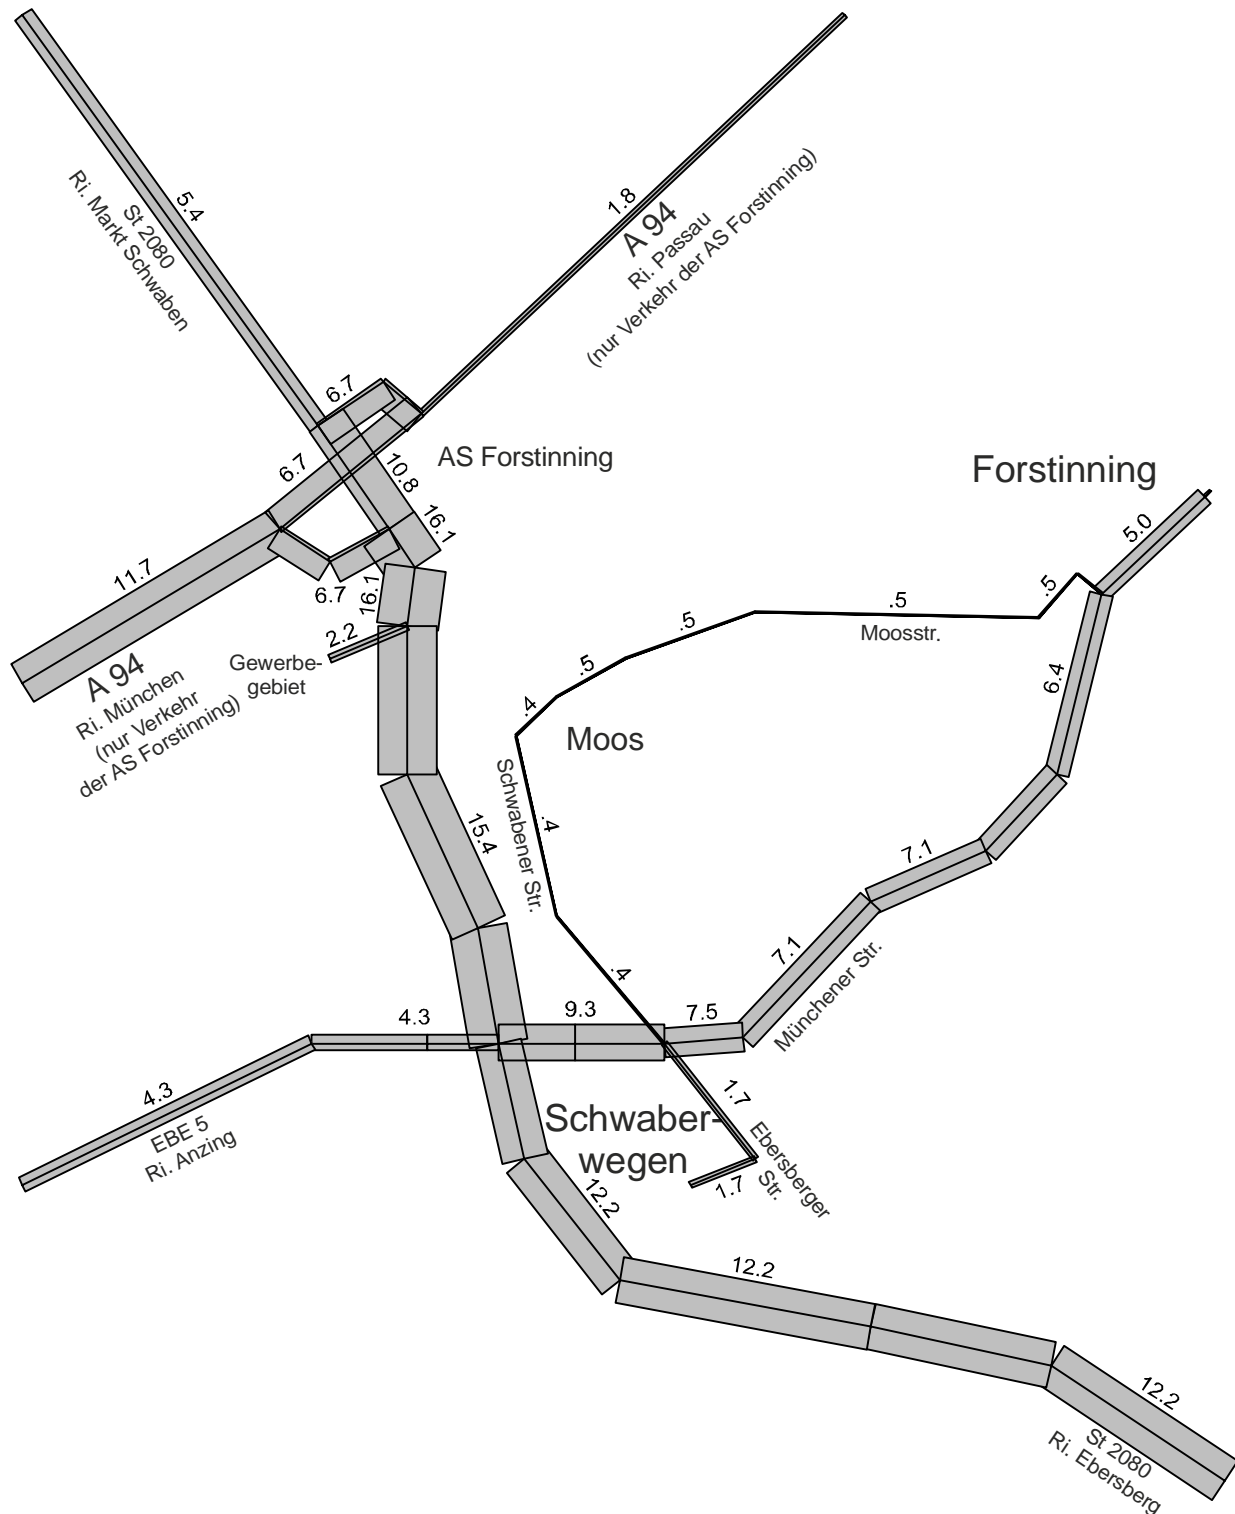 5.4
St 2080
Ri. Markt Schwaben
1.8
A 94
Ri. Passau
(nur Verkehr der AS Forstinning)
6.7
6.7
10.8
16.1
AS Forstinning
Forstinning
5.0
11.7
6.7
16.1
2.2
Gewerbe-
gebiet
A 94
Ri. München
(nur Verkehr
der AS Forstinning)
.5
.5
.5
.5
Moosstr.
.4
Moos
6.4
Schwabener Str.
.4
15.4
7.1
7.1
Münchener Str.
.4
4.3
9.3
7.5
4.3
EBE 5
Ri. Anzing
Schwaber-
wegen
1.7
Ebersberger
Str.
1.7
12.2
12.2
12.2
St 2080
Ri. Ebersberg